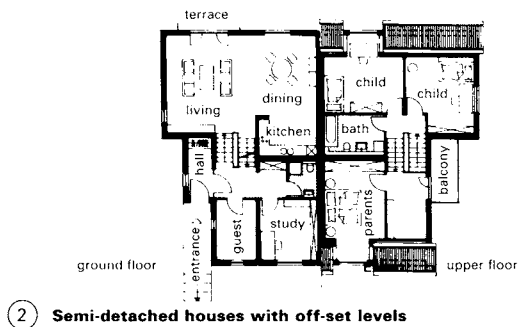 terrace
child
child
living
dining
kitchen
bath
hall
balcony
parents
study
guest
entrance
ground floor
upper floor
2 Semi-detached houses with off-set levels